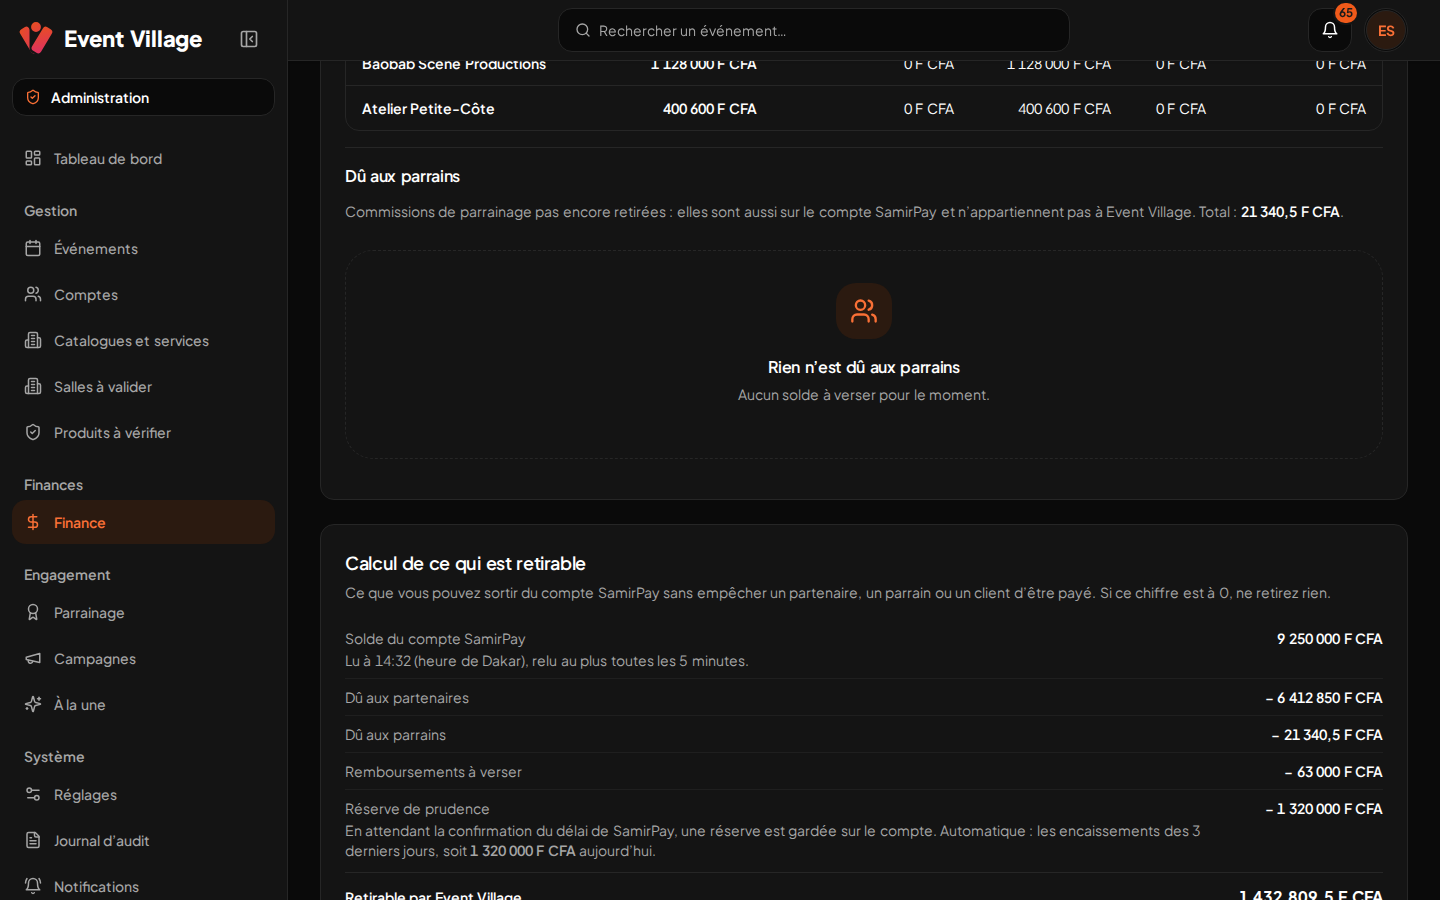 Event Village
Rechercher un événement...
65
ES
Administration
Tableau de bord
Gestion
Événements
Comptes
Catalogues et services
Salles à valider
Produits à vérifier
Finances
Finance
Engagement
Parrainage
Campagnes
À la une
Système
Réglages
Journal d'audit
Notifications
Baobab Scène Productions 1 128 000 F CFA 0 F CFA 1 128 000 F CFA 0 F CFA 0 F CFA
Atelier Petite-Côte 400 600 F CFA 0 F CFA 400 600 F CFA 0 F CFA 0 F CFA
Dû aux parrains
Commissions de parrainage pas encore retirées : elles sont aussi sur le compte SamirPay et n'appartiennent pas à Event Village. Total : 21 340,5 F CFA.
Rien n'est dû aux parrains
Aucun solde à verser pour le moment.
Calcul de ce qui est retirable
Ce que vous pouvez sortir du compte SamirPay sans empêcher un partenaire, un parrain ou un client d'être payé. Si ce chiffre est à 0, ne retirez rien.
Solde du compte SamirPay 9 250 000 F CFA
Lu à 14:32 (heure de Dakar), relu au plus toutes les 5 minutes.
Dû aux partenaires – 6 412 850 F CFA
Dû aux parrains – 21 340,5 F CFA
Remboursements à verser – 63 000 F CFA
Réserve de prudence – 1 320 000 F CFA
En attendant la confirmation du délai de SamirPay, une réserve est gardée sur le compte. Automatique : les encaissements des 3
derniers jours, soit 1 320 000 F CFA aujourd'hui.
Retirable par Event Village 1 432 809,5 F CFA